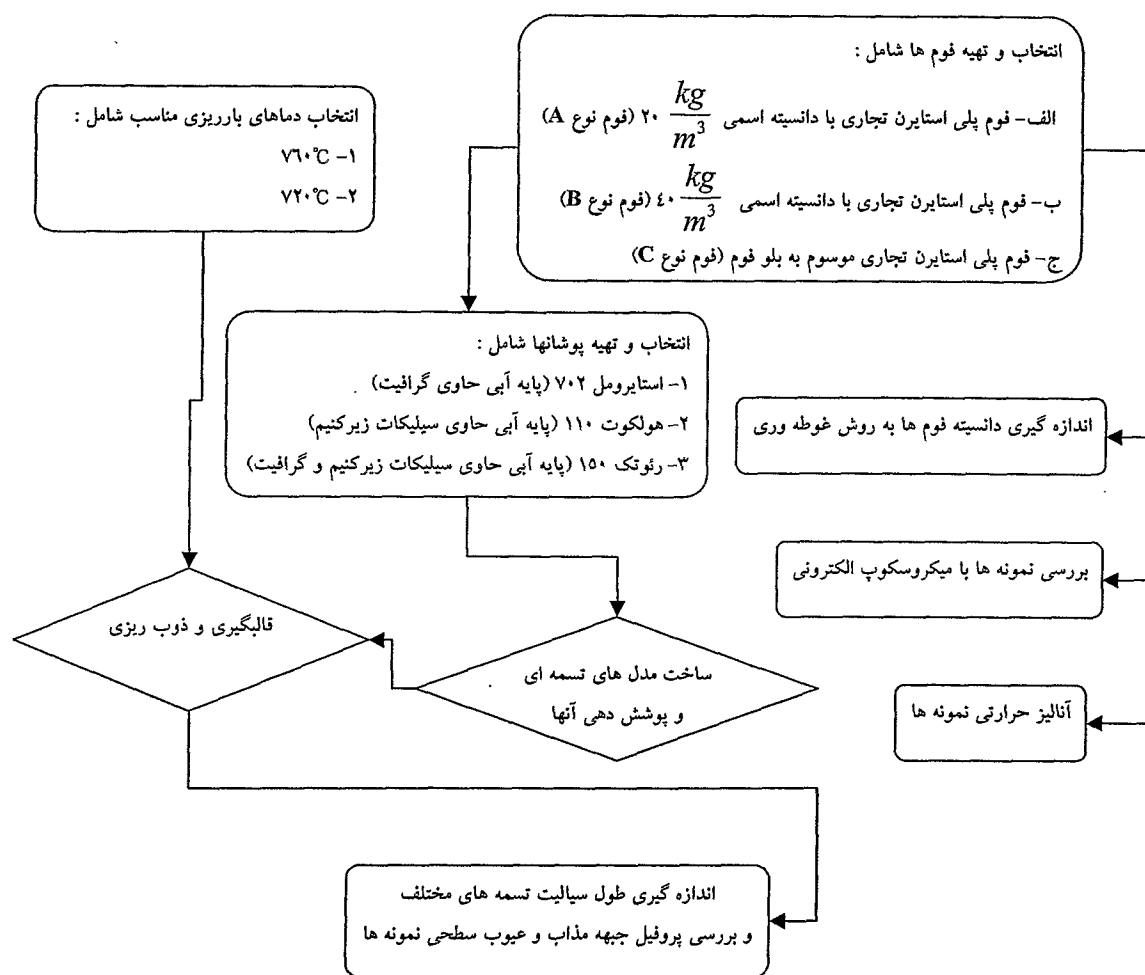 انتخاب و تهیه فوم ها شامل :
الف- فوم پلی استایرن تجاری با دانسیته اسمی ۲۰ kg/m³ (فوم نوع A)
ب- فوم پلی استایرن تجاری با دانسیته اسمی ٤۰ kg/m³ (فوم نوع B)
ج- فوم پلی استایرن تجاری موسوم به بلو فوم (فوم نوع C)
انتخاب دماهای بارریزی مناسب شامل :
۱- ۷٦۰℃
۲- ۷۲۰℃
انتخاب و تهیه پوشانها شامل :
۱- استایرومل ۷۰۲ (پایه آبی حاوی گرافیت)
۲- هولکوت ۱۱۰ (پایه آبی حاوی سیلیکات زیرکنیم)
۳- رئوتک ۱۵۰ (پایه آبی حاوی سیلیکات زیرکنیم و گرافیت)
اندازه گیری دانسیته فوم ها به روش غوطه وری
بررسی نمونه ها با میکروسکوپ الکترونی
آنالیز حرارتی نمونه ها
ساخت مدل های تسمه ای
و پوشش دهی آنها
قالبگیری و ذوب ریزی
اندازه گیری طول سیالیت تسمه های مختلف
و بررسی پروفیل جبهه مذاب و عیوب سطحی نمونه ها